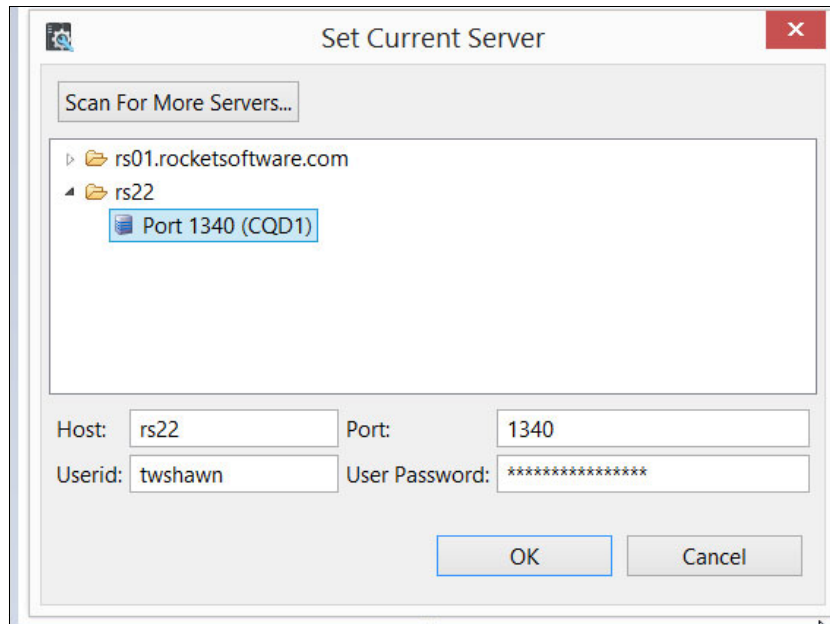 Set Current Server
Scan For More Servers...
rs01.rocketsoftware.com
rs22
Port 1340 (CQD1)
Host: rs22 Port: 1340
Userid: twshawn User Password: ****************
OK Cancel